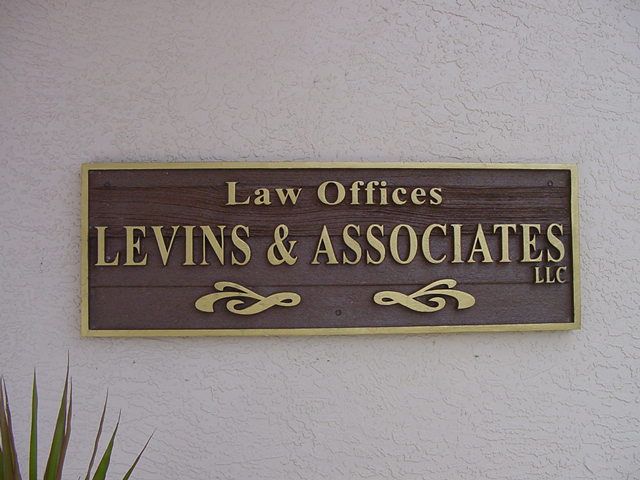 Law Offices
LEVINS & ASSOCIATES
LLC